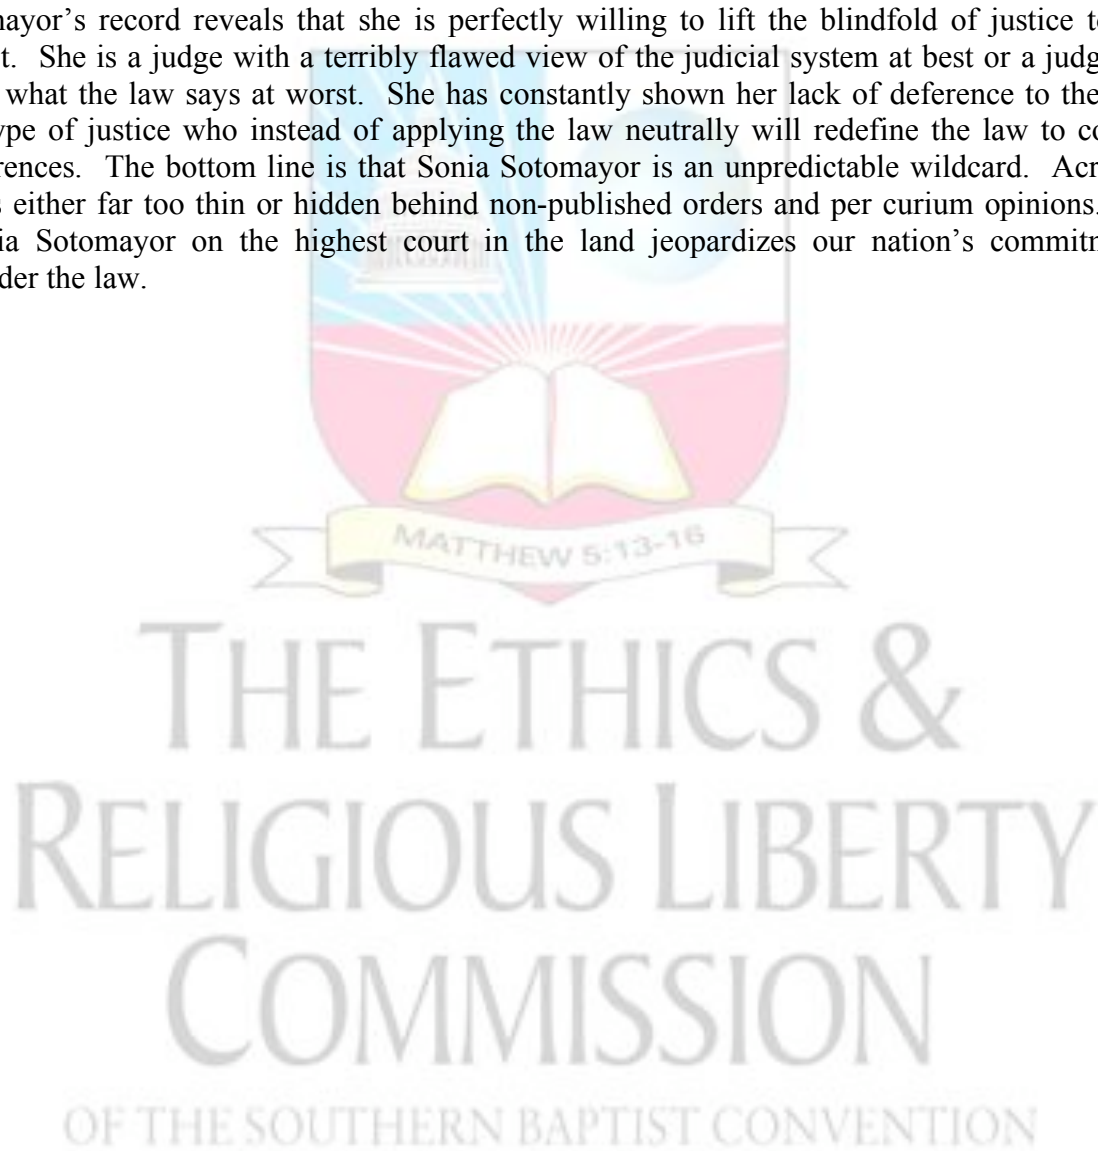 mayor’s record reveals that she is perfectly willing to lift the blindfold of justice t
t. She is a judge with a terribly flawed view of the judicial system at best or a judg
what the law says at worst. She has constantly shown her lack of deference to the
ype of justice who instead of applying the law neutrally will redefine the law to co
rences. The bottom line is that Sonia Sotomayor is an unpredictable wildcard. Acr
s either far too thin or hidden behind non-published orders and per curium opinions.
ia Sotomayor on the highest court in the land jeopardizes our nation’s commitn
der the law.
MATTHEW 5:13-16
THE ETHICS &
RELIGIOUS LIBERTY
COMMISSION
OF THE SOUTHERN BAPTIST CONVENTION